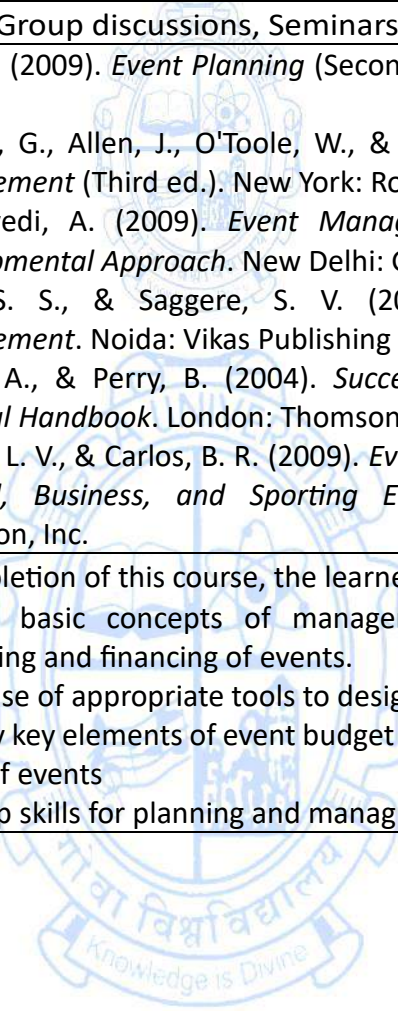 Group discussions, Seminars
(2009). Event Planning (Secon
, G., Allen, J., O'Toole, W., &
ement (Third ed.). New York: Ro
edi, A. (2009). Event Manag
pmental Approach. New Delhi: G
S. S., & Saggere, S. V. (20
ement. Noida: Vikas Publishing
A., & Perry, B. (2004). Succe
al Handbook. London: Thomson
L. V., & Carlos, B. R. (2009). Ev
l, Business, and Sporting E
on, Inc.
pletion of this course, the learne
basic concepts of manage
ing and financing of events.
se of appropriate tools to desig
y key elements of event budget
f events
p skills for planning and manag
गोवा विश्वविद्यालय
Knowledge is Divine